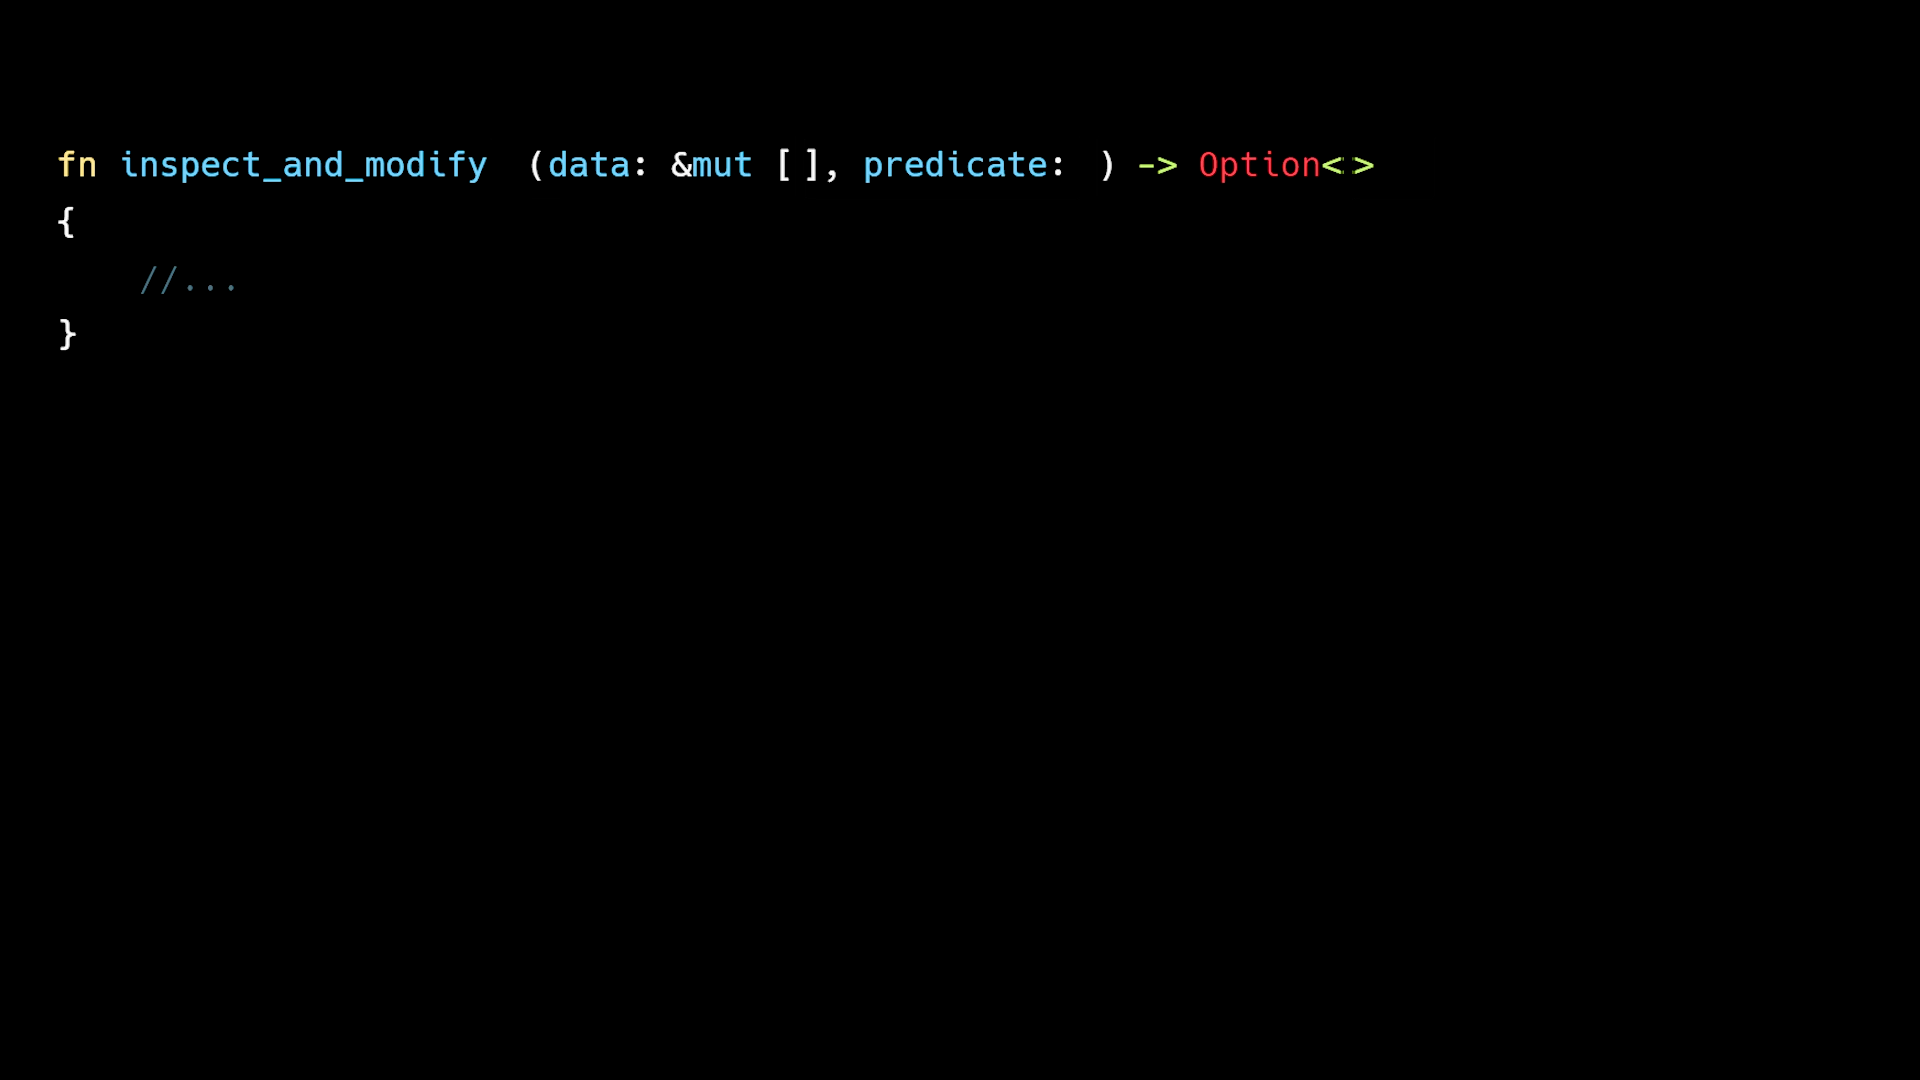 fn inspect_and_modify (data: &mut [ ], predicate: ) -> Option< >
{
    //...
}